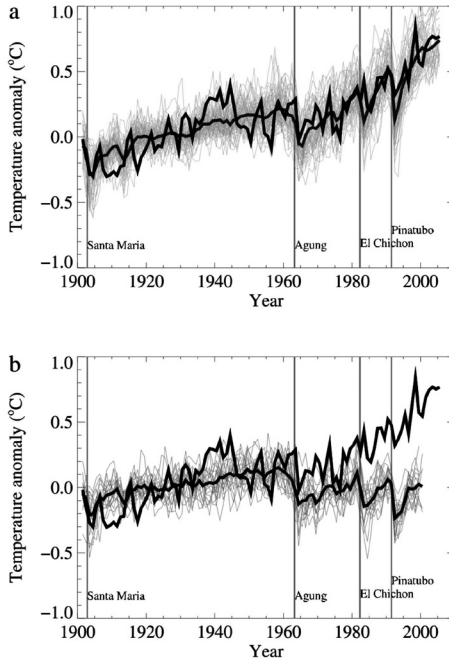 a
Temperature anomaly (°C)
1.0
0.5
0.0
−0.5
−1.0
Santa Maria
Agung
El Chichon
Pinatubo
1900 1920 1940 1960 1980 2000
Year
b
Temperature anomaly (°C)
1.0
0.5
0.0
−0.5
−1.0
Santa Maria
Agung
El Chichon
Pinatubo
1900 1920 1940 1960 1980 2000
Year